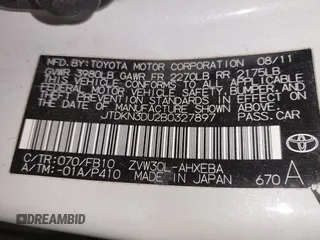 MFD. BY: TOYOTA MOTOR CORPORATION 08/11
GVWR 3980LB GAWR FR 2270LB RR 2175LB
THIS VEHICLE CONFORMS TO ALL APPLICABLE
FEDERAL MOTOR VEHICLE SAFETY, BUMPER, AND
THEFT PREVENTION STANDARDS IN EFFECT ON
THE DATE OF MANUFACTURE SHOWN ABOVE.
JTDKN3DU2B0327897 PASS. CAR
C/TR: 070/FB10 ZVW30L-AHXEBA
A/TM: -01A/P410 MADE IN JAPAN 670 A
TOYOTA
DREAMBID